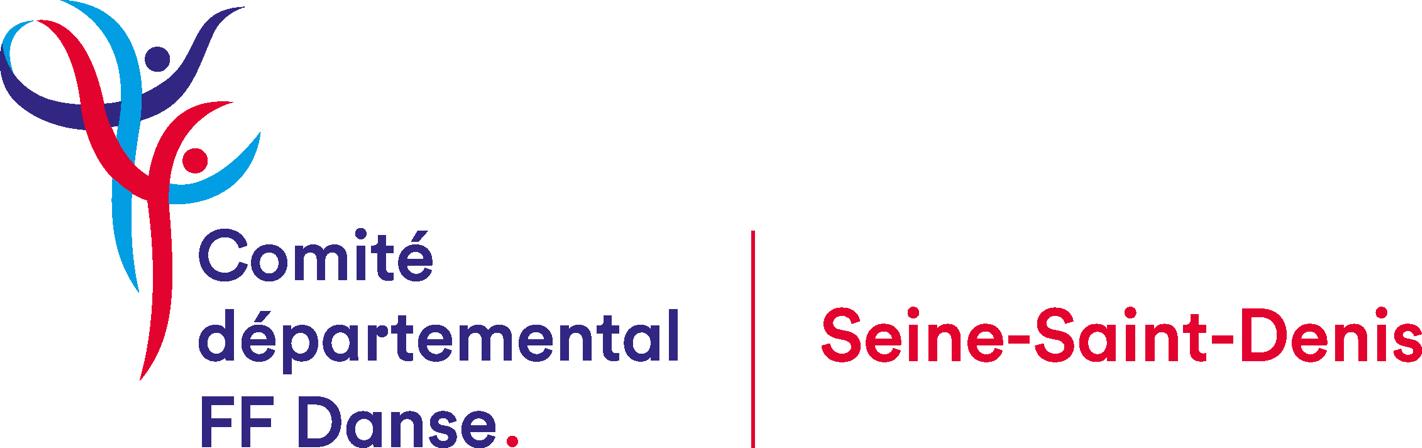 Comité
départemental
FF Danse.
Seine-Saint-Denis